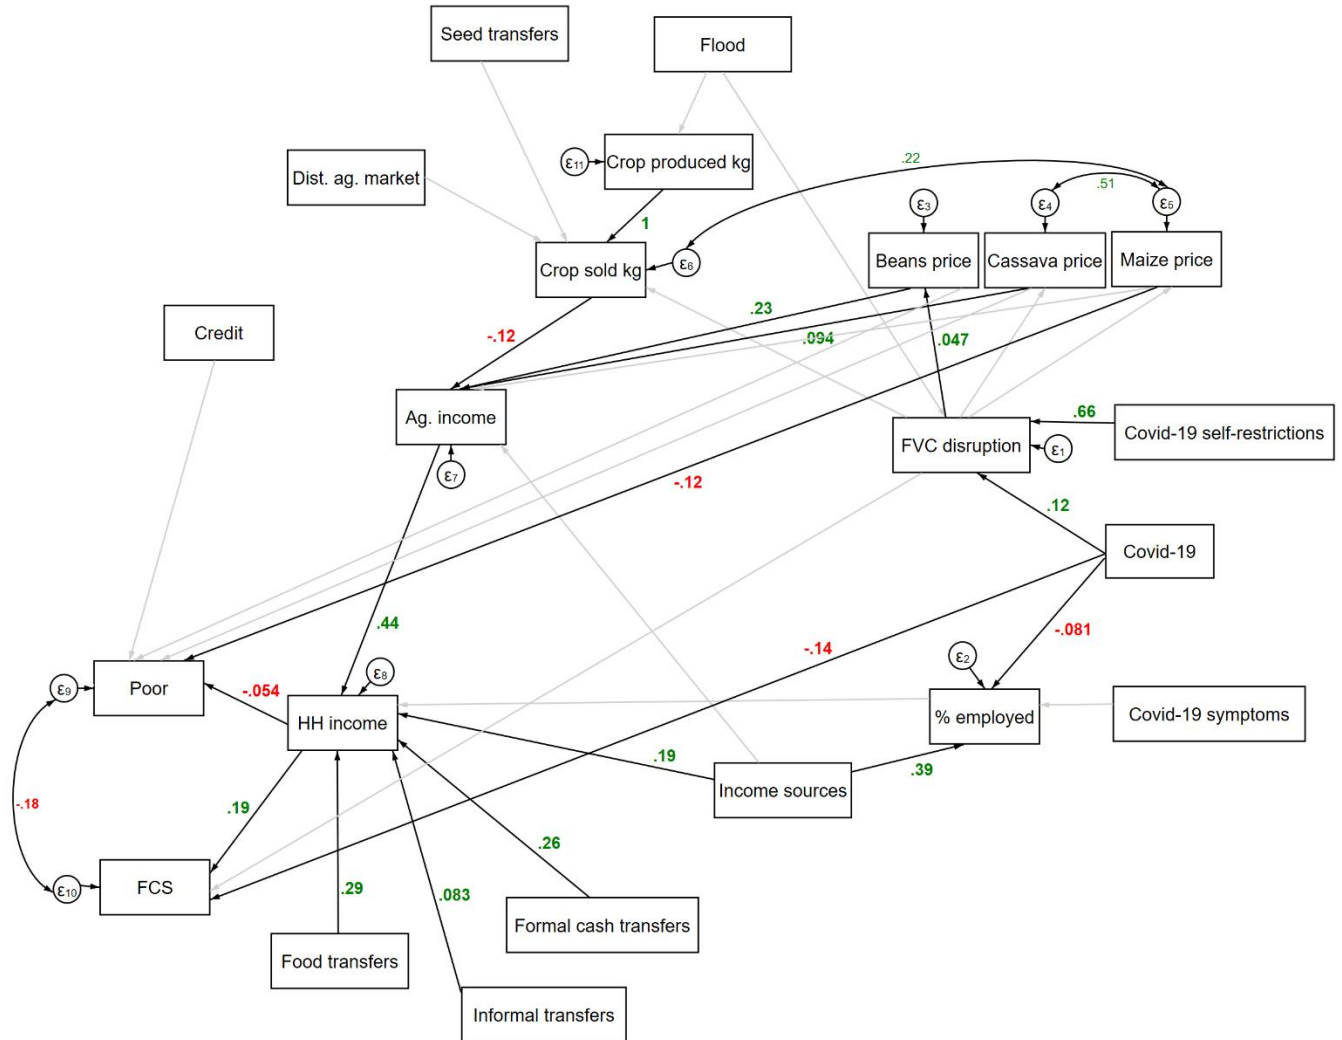 Seed transfers
Flood
ε11
Crop produced kg
.22
Dist. ag. market
.51
ε3
ε4
ε5
1
Crop sold kg
ε6
Beans price
Cassava price
Maize price
.23
-.12
.094
.047
Credit
Ag. income
.66
Covid-19 self-restrictions
FVC disruption
ε1
ε7
-.12
.12
Covid-19
.44
-.081
-.14
ε2
ε9
Poor
-.054
ε8
HH income
% employed
Covid-19 symptoms
.19
.39
Income sources
-.18
.19
.26
ε10
FCS
.29
.083
Formal cash transfers
Food transfers
Informal transfers